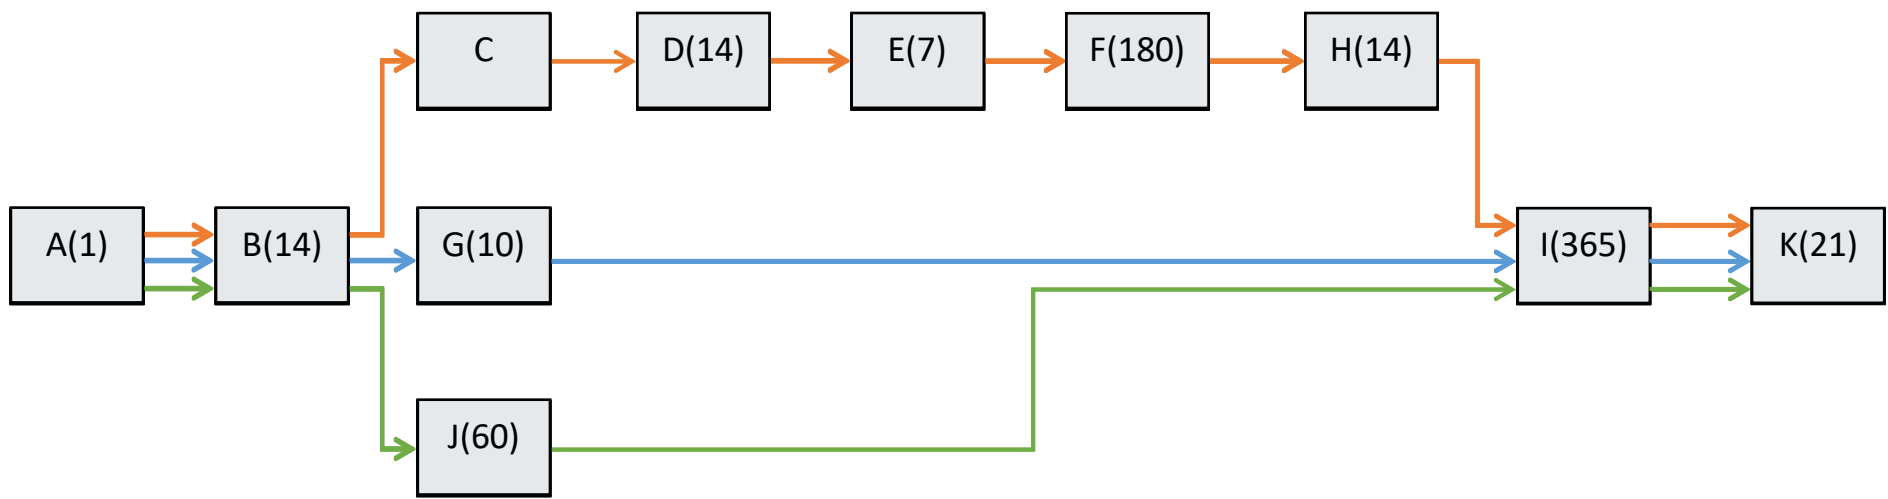 C
D(14)
E(7)
F(180)
H(14)
A(1)
B(14)
G(10)
I(365)
K(21)
J(60)